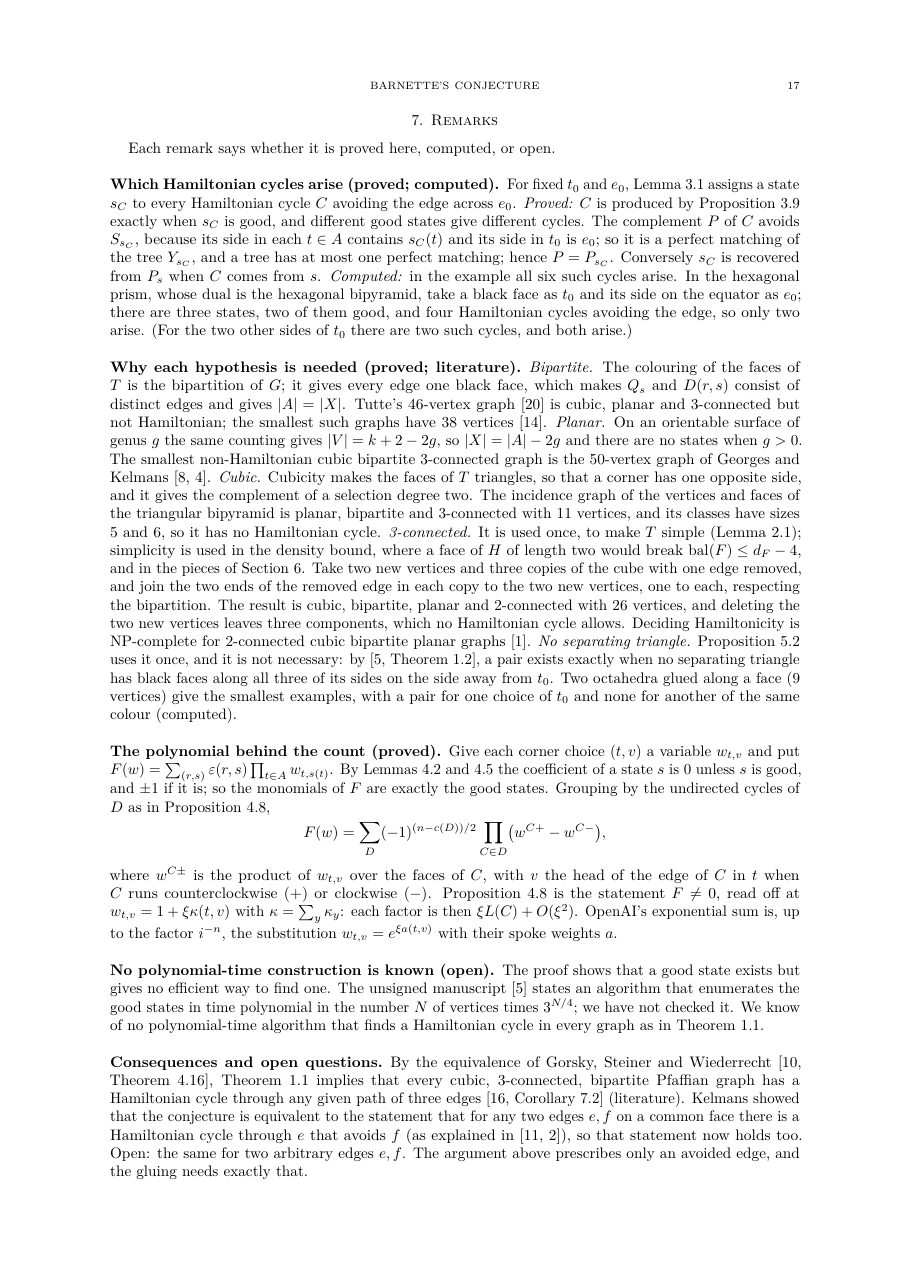 BARNETTE'S CONJECTURE 17
7. Remarks
Each remark says whether it is proved here, computed, or open.
Which Hamiltonian cycles arise (proved; computed). For fixed t₀ and e₀, Lemma 3.1 assigns a state
s_C to every Hamiltonian cycle C avoiding the edge across e₀. Proved: C is produced by Proposition 3.9
exactly when s_C is good, and different good states give different cycles. The complement P of C avoids
S_{s_C}, because its side in each t ∈ A contains s_C(t) and its side in t₀ is e₀; so it is a perfect matching of
the tree Y_{s_C}, and a tree has at most one perfect matching; hence P = P_{s_C}. Conversely s_C is recovered
from P_s when C comes from s. Computed: in the example all six such cycles arise. In the hexagonal
prism, whose dual is the hexagonal bipyramid, take a black face as t₀ and its side on the equator as e₀;
there are three states, two of them good, and four Hamiltonian cycles avoiding the edge, so only two
arise. (For the two other sides of t₀ there are two such cycles, and both arise.)
Why each hypothesis is needed (proved; literature). Bipartite. The colouring of the faces of
T is the bipartition of G; it gives every edge one black face, which makes Q_s and D(r, s) consist of
distinct edges and gives |A| = |X|. Tutte's 46-vertex graph [20] is cubic, planar and 3-connected but
not Hamiltonian; the smallest such graphs have 38 vertices [14]. Planar. On an orientable surface of
genus g the same counting gives |V| = k + 2 − 2g, so |X| = |A| − 2g and there are no states when g > 0.
The smallest non-Hamiltonian cubic bipartite 3-connected graph is the 50-vertex graph of Georges and
Kelmans [8, 4]. Cubic. Cubicity makes the faces of T triangles, so that a corner has one opposite side,
and it gives the complement of a selection degree two. The incidence graph of the vertices and faces of
the triangular bipyramid is planar, bipartite and 3-connected with 11 vertices, and its classes have sizes
5 and 6, so it has no Hamiltonian cycle. 3-connected. It is used once, to make T simple (Lemma 2.1);
simplicity is used in the density bound, where a face of H of length two would break bal(F) ≤ d_F − 4,
and in the pieces of Section 6. Take two new vertices and three copies of the cube with one edge removed,
and join the two ends of the removed edge in each copy to the two new vertices, one to each, respecting
the bipartition. The result is cubic, bipartite, planar and 2-connected with 26 vertices, and deleting the
two new vertices leaves three components, which no Hamiltonian cycle allows. Deciding Hamiltonicity is
NP-complete for 2-connected cubic bipartite planar graphs [1]. No separating triangle. Proposition 5.2
uses it once, and it is not necessary: by [5, Theorem 1.2], a pair exists exactly when no separating triangle
has black faces along all three of its sides on the side away from t₀. Two octahedra glued along a face (9
vertices) give the smallest examples, with a pair for one choice of t₀ and none for another of the same
colour (computed).
The polynomial behind the count (proved). Give each corner choice (t, v) a variable w_{t,v} and put
F(w) = ∑_{(r,s)} ε(r, s) ∏_{t∈A} w_{t,s(t)}. By Lemmas 4.2 and 4.5 the coefficient of a state s is 0 unless s is good,
and ±1 if it is; so the monomials of F are exactly the good states. Grouping by the undirected cycles of
D as in Proposition 4.8,
F(w) = ∑_D (−1)^{(n−c(D))/2} ∏_{C∈D} (w^{C+} − w^{C−}),
where w^{C±} is the product of w_{t,v} over the faces of C, with v the head of the edge of C in t when
C runs counterclockwise (+) or clockwise (−). Proposition 4.8 is the statement F ≠ 0, read off at
w_{t,v} = 1 + ξκ(t, v) with κ = ∑_y κ_y: each factor is then ξL(C) + O(ξ²). OpenAI's exponential sum is, up
to the factor i^{−n}, the substitution w_{t,v} = e^{ξa(t,v)} with their spoke weights a.
No polynomial-time construction is known (open). The proof shows that a good state exists but
gives no efficient way to find one. The unsigned manuscript [5] states an algorithm that enumerates the
good states in time polynomial in the number N of vertices times 3^{N/4}; we have not checked it. We know
of no polynomial-time algorithm that finds a Hamiltonian cycle in every graph as in Theorem 1.1.
Consequences and open questions. By the equivalence of Gorsky, Steiner and Wiederrecht [10,
Theorem 4.16], Theorem 1.1 implies that every cubic, 3-connected, bipartite Pfaffian graph has a
Hamiltonian cycle through any given path of three edges [16, Corollary 7.2] (literature). Kelmans showed
that the conjecture is equivalent to the statement that for any two edges e, f on a common face there is a
Hamiltonian cycle through e that avoids f (as explained in [11, 2]), so that statement now holds too.
Open: the same for two arbitrary edges e, f. The argument above prescribes only an avoided edge, and
the gluing needs exactly that.